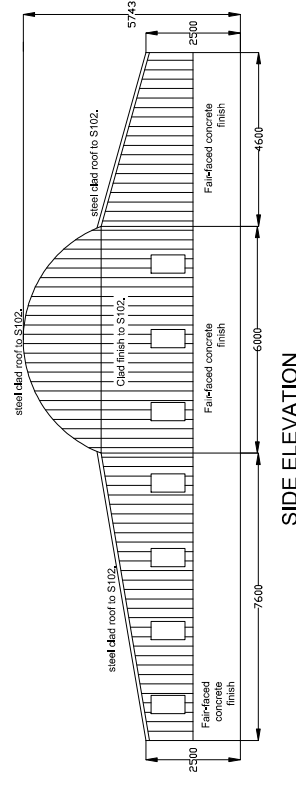 5743
2500
steel clad roof to S102.
steel clad roof to S102.
Clad finish to S102.
steel clad roof to S102.
Fair-faced
concrete
finish
Fair-faced concrete
finish
Fair-faced concrete
finish
2500
7600
6000
4600
SIDE ELEVATION